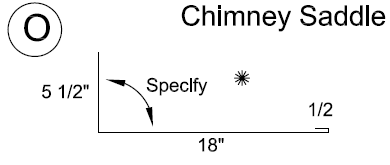 O
Chimney Saddle
5 1/2"
Specify
1/2
18"